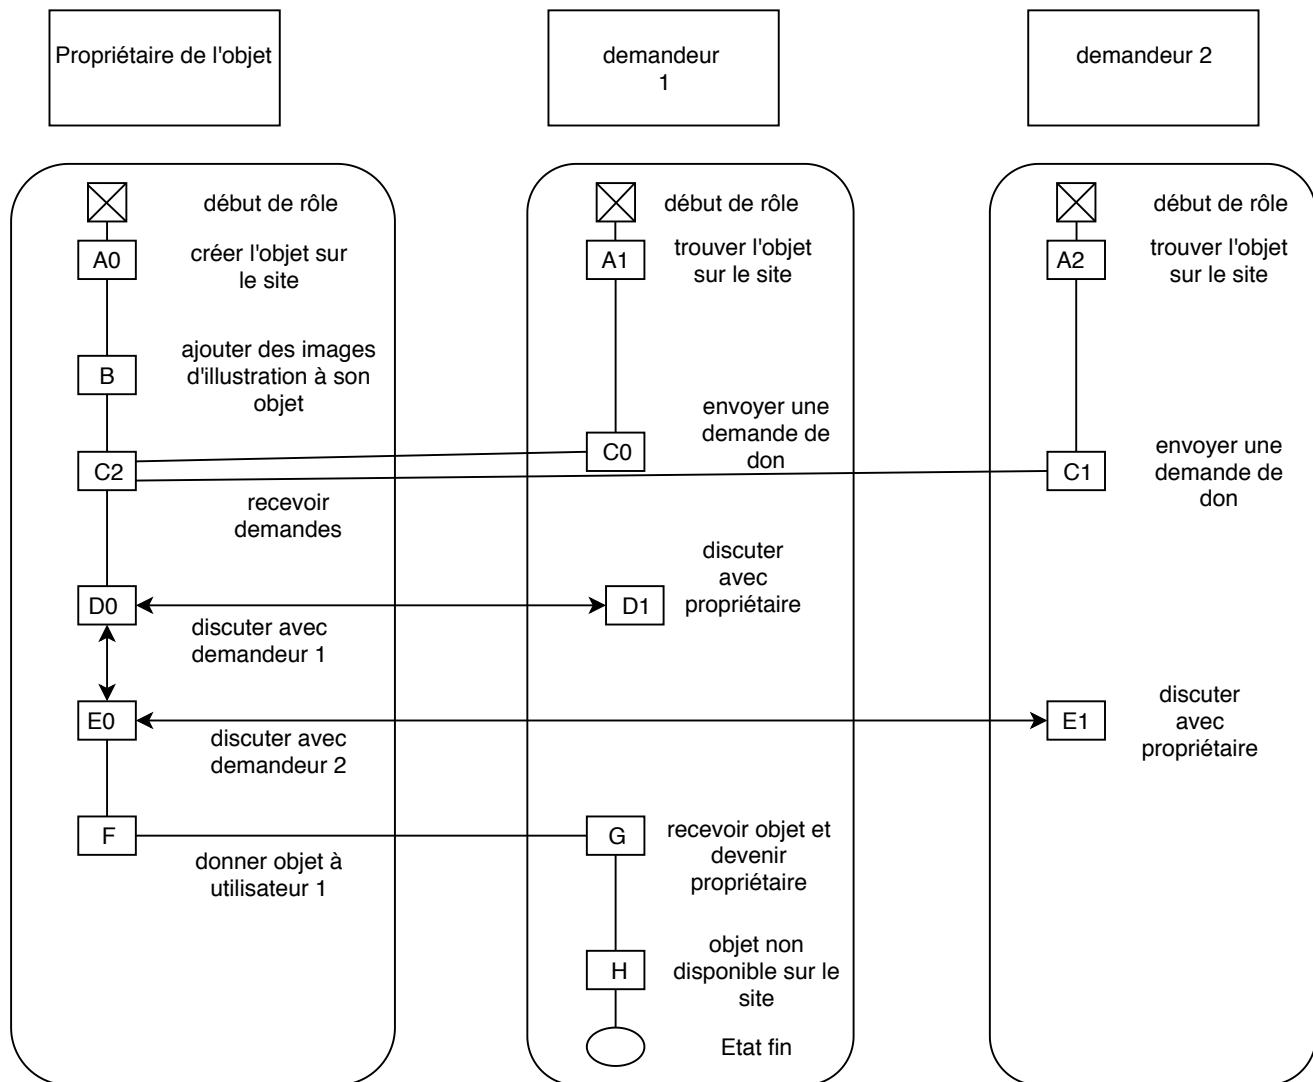 Propriétaire de l'objet
demandeur
1
demandeur 2
début de rôle
début de rôle
début de rôle
A0
créer l'objet sur
le site
A1
trouver l'objet
sur le site
A2
trouver l'objet
sur le site
B
ajouter des images
d'illustration à son
objet
C2
recevoir
demandes
C0
envoyer une
demande de
don
C1
envoyer une
demande de
don
D0
discuter avec
demandeur 1
D1
discuter
avec
propriétaire
E0
discuter avec
demandeur 2
E1
discuter
avec
propriétaire
F
donner objet à
utilisateur 1
G
recevoir objet et
devenir
propriétaire
H
objet non
disponible sur le
site
Etat fin